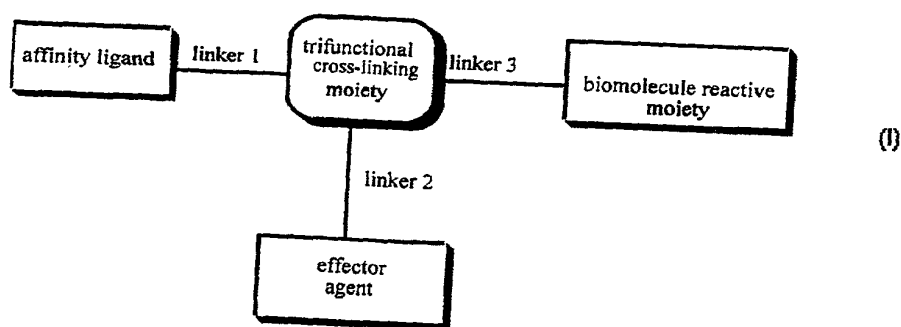 affinity ligand
linker 1
trifunctional
cross-linking
moiety
linker 3
biomolecule reactive
moiety
(I)
linker 2
effector
agent